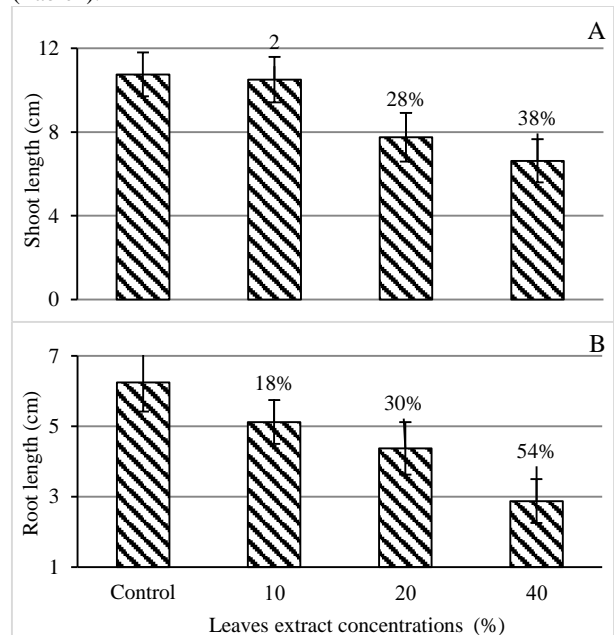 A
12
2
28%
38%
8
4
0
Shoot length (cm)
B
7
18%
30%
54%
5
3
1
Root length (cm)
Control 10 20 40
Leaves extract concentrations (%)